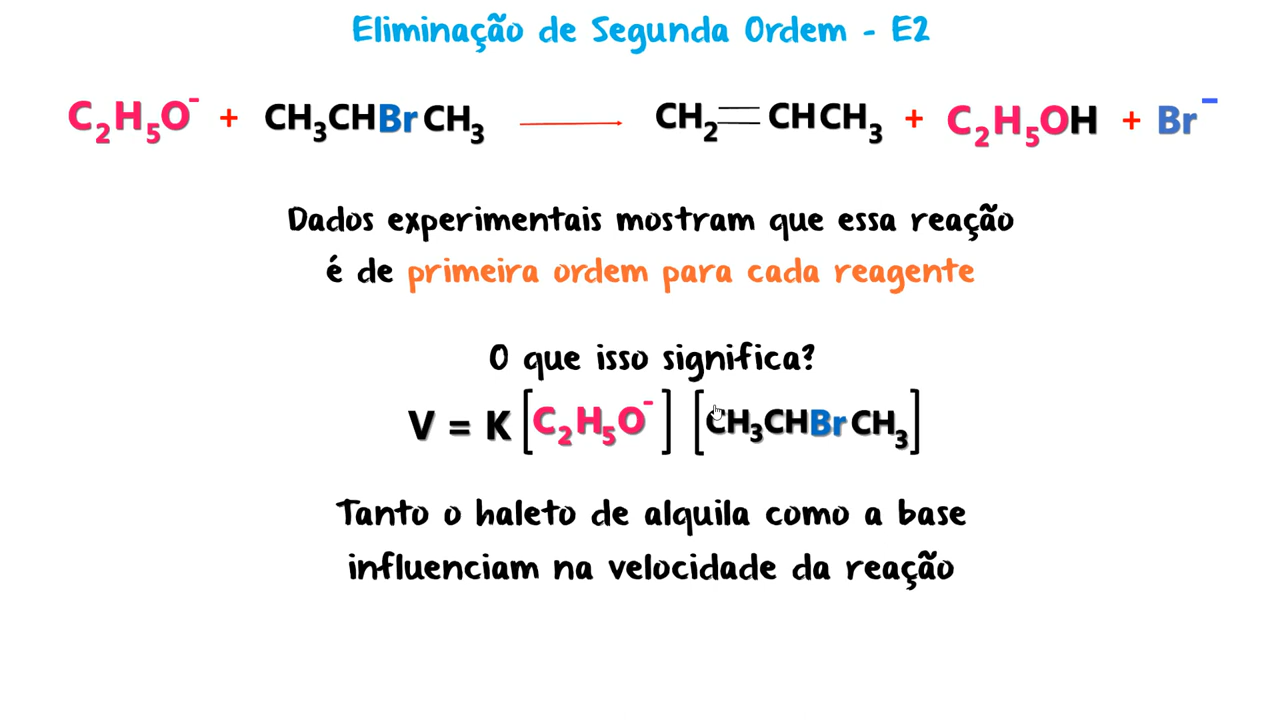 Eliminação de Segunda Ordem - E2
C₂H₅O⁻ + CH₃CHBrCH₃ → CH₂=CHCH₃ + C₂H₅OH + Br⁻
Dados experimentais mostram que essa reação
é de primeira ordem para cada reagente
O que isso significa?
V = K [C₂H₅O⁻] [CH₃CHBrCH₃]
Tanto o haleto de alquila como a base
influenciam na velocidade da reação